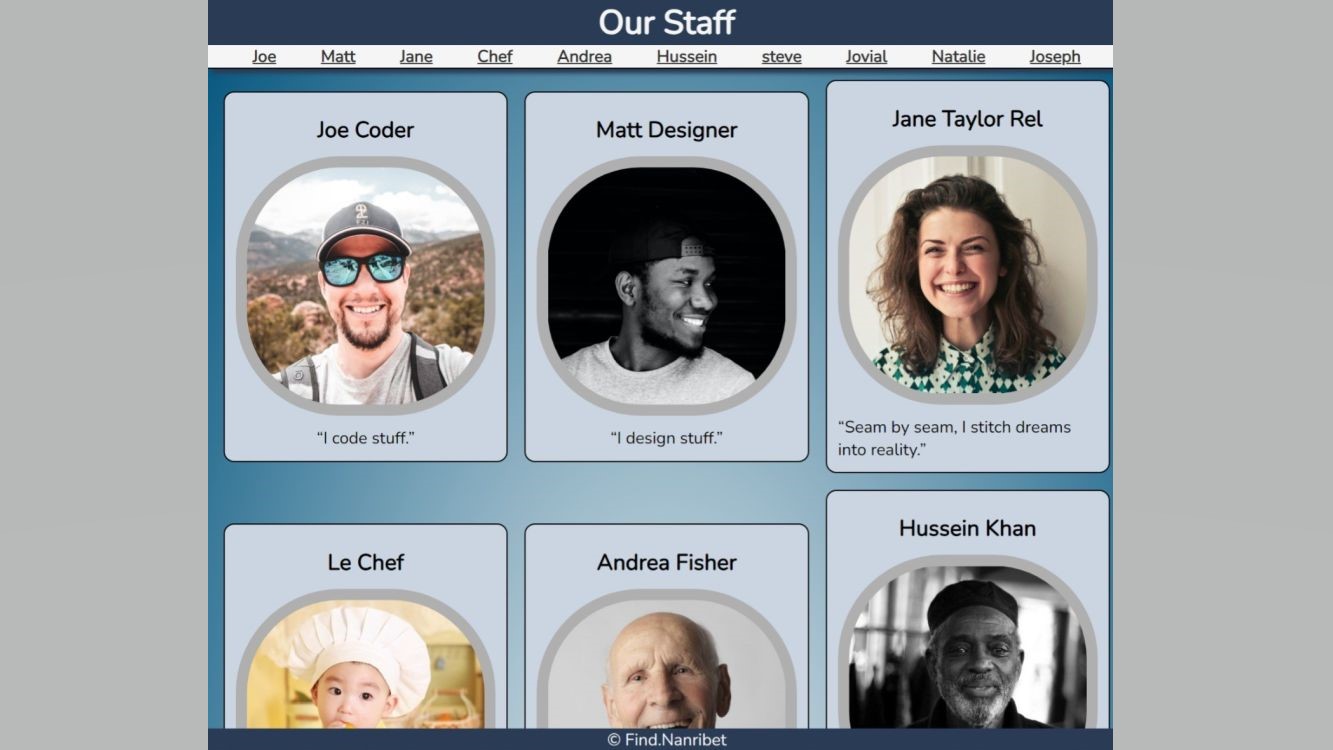 Our Staff
Joe Matt Jane Chef Andrea Hussein steve Jovial Natalie Joseph
Joe Coder
“I code stuff.”
Matt Designer
“I design stuff.”
Jane Taylor Rel
“Seam by seam, I stitch dreams
into reality.”
Le Chef
Andrea Fisher
Hussein Khan
© Find.Nanribet